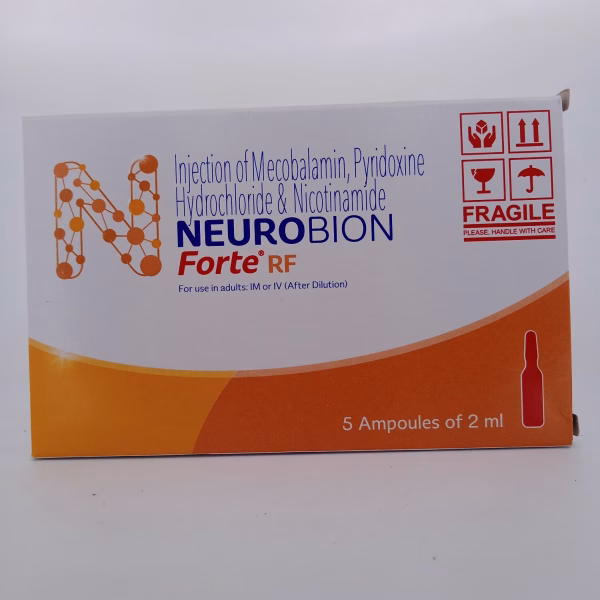 Injection of Mecobalamin, Pyridoxine
Hydrochloride & Nicotinamide
NEUROBION
Forte® RF
For use in adults: IM or IV (After Dilution)
FRAGILE
PLEASE, HANDLE WITH CARE
5 Ampoules of 2 ml